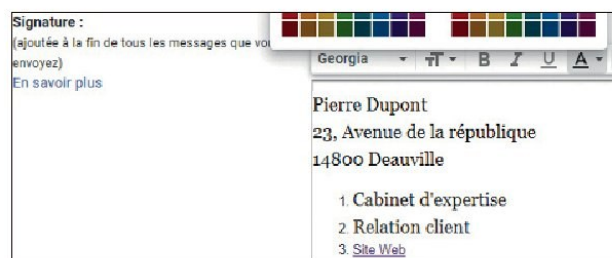 Signature :
(ajoutée à la fin de tous les messages que
envoyez)
En savoir plus
Georgia
B I U A
Pierre Dupont
23, Avenue de la république
14800 Deauville
1. Cabinet d'expertise
2. Relation client
3. Site Web